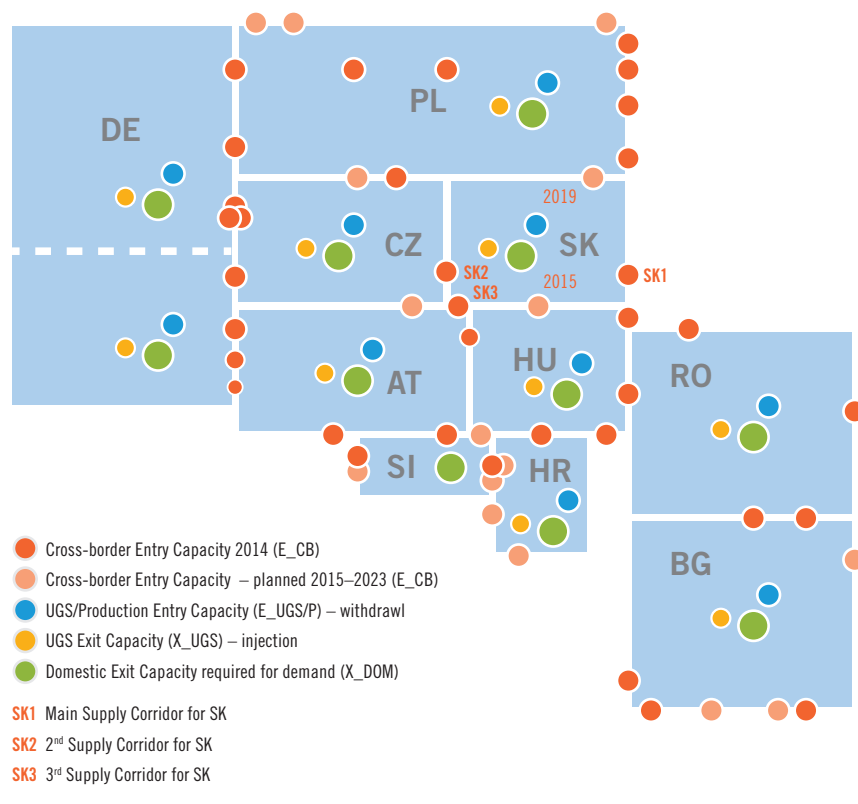 PL
DE
2019
CZ
SK
SK2
SK1
2015
SK3
HU
RO
AT
SI
HR
BG
Cross-border Entry Capacity 2014 (E_CB)
Cross-border Entry Capacity – planned 2015–2023 (E_CB)
UGS/Production Entry Capacity (E_UGS/P) – withdrawl
UGS Exit Capacity (X_UGS) – injection
Domestic Exit Capacity required for demand (X_DOM)
SK1 Main Supply Corridor for SK
SK2 2nd Supply Corridor for SK
SK3 3rd Supply Corridor for SK